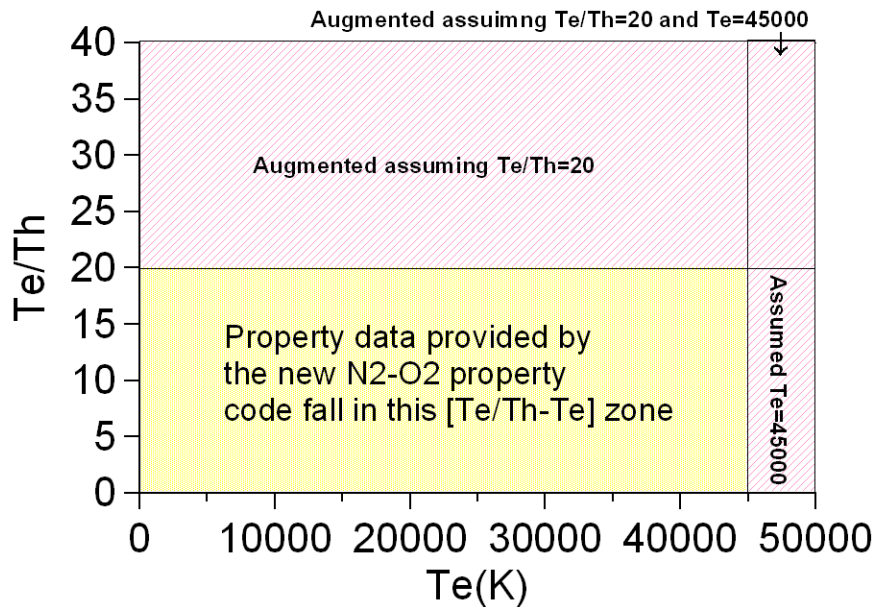 Augmented assuimng Te/Th=20 and Te=45000
40
35
30
25
20
15
10
5
0
Te/Th
Augmented assuming Te/Th=20
Property data provided by
the new N2-O2 property
code fall in this [Te/Th-Te] zone
Assumed Te=45000
0 10000 20000 30000 40000 50000
Te(K)